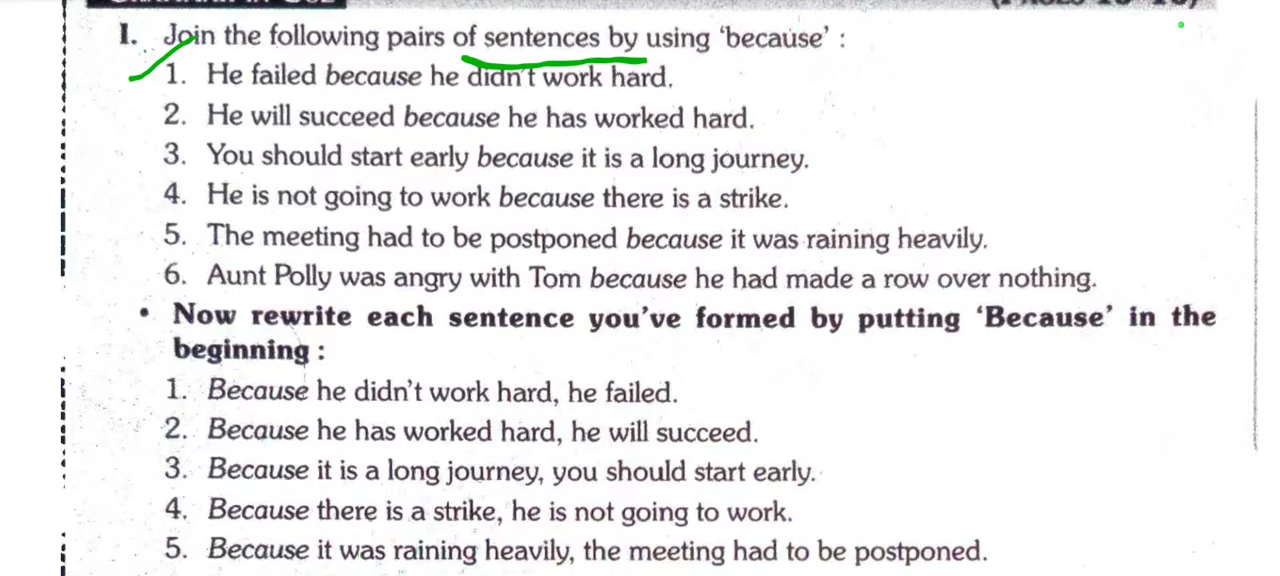 I. Join the following pairs of sentences by using ‘because’ :
1. He failed because he didn’t work hard.
2. He will succeed because he has worked hard.
3. You should start early because it is a long journey.
4. He is not going to work because there is a strike.
5. The meeting had to be postponed because it was raining heavily.
6. Aunt Polly was angry with Tom because he had made a row over nothing.
• Now rewrite each sentence you’ve formed by putting ‘Because’ in the
beginning :
1. Because he didn’t work hard, he failed.
2. Because he has worked hard, he will succeed.
3. Because it is a long journey, you should start early.
4. Because there is a strike, he is not going to work.
5. Because it was raining heavily, the meeting had to be postponed.